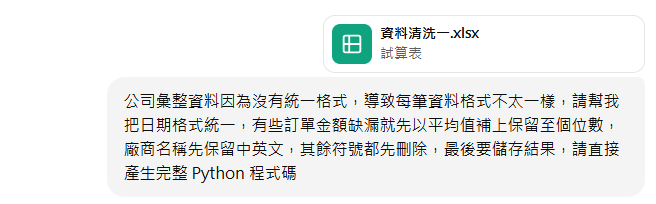 資料清洗一.xlsx
試算表
公司彙整資料因為沒有統一格式，導致每筆資料格式不太一樣，請幫我
把日期格式統一，有些訂單金額缺漏就先以平均值補上保留至個位數，
廠商名稱先保留中英文，其餘符號都先刪除，最後要儲存結果，請直接
產生完整 Python 程式碼